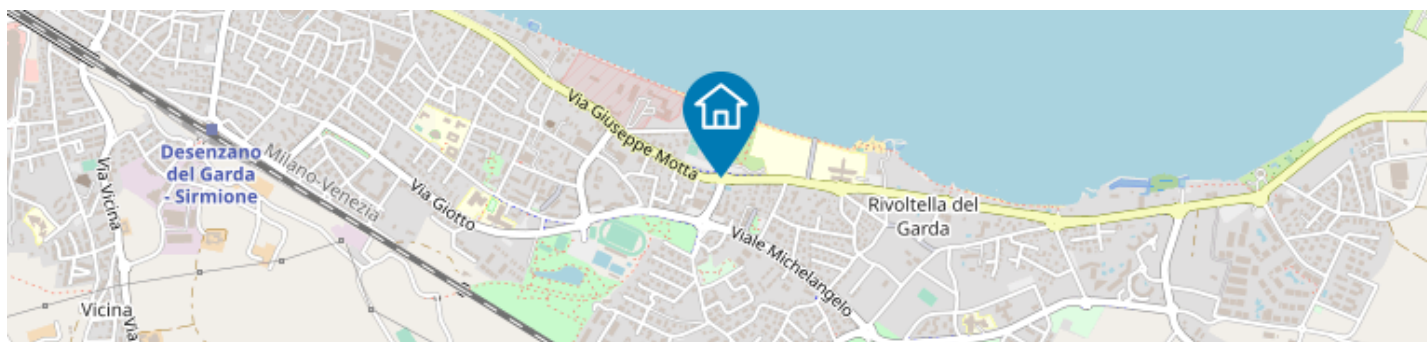 Via Giuseppe Motta
Desenzano
del Garda
- Sirmione
Milano-Venezia
Via Vicina
Via Giotto
Rivoltella del
Garda
Viale Michelangelo
Vicina
Via